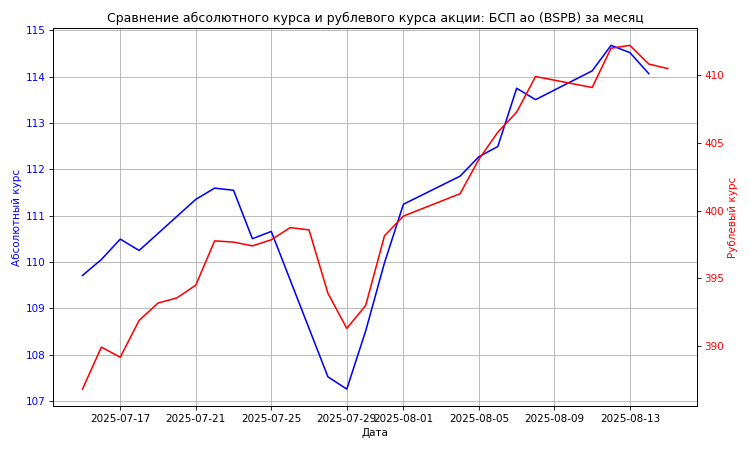 Сравнение абсолютного курса и рублевого курса акции: БСП ао (BSPB) за месяц
115
114
113
112
111
110
109
108
107
Абсолютный курс
410
405
400
395
390
Рублевый курс
2025-07-17 2025-07-21 2025-07-25 2025-07-29 2025-08-01 2025-08-05 2025-08-09 2025-08-13
Дата